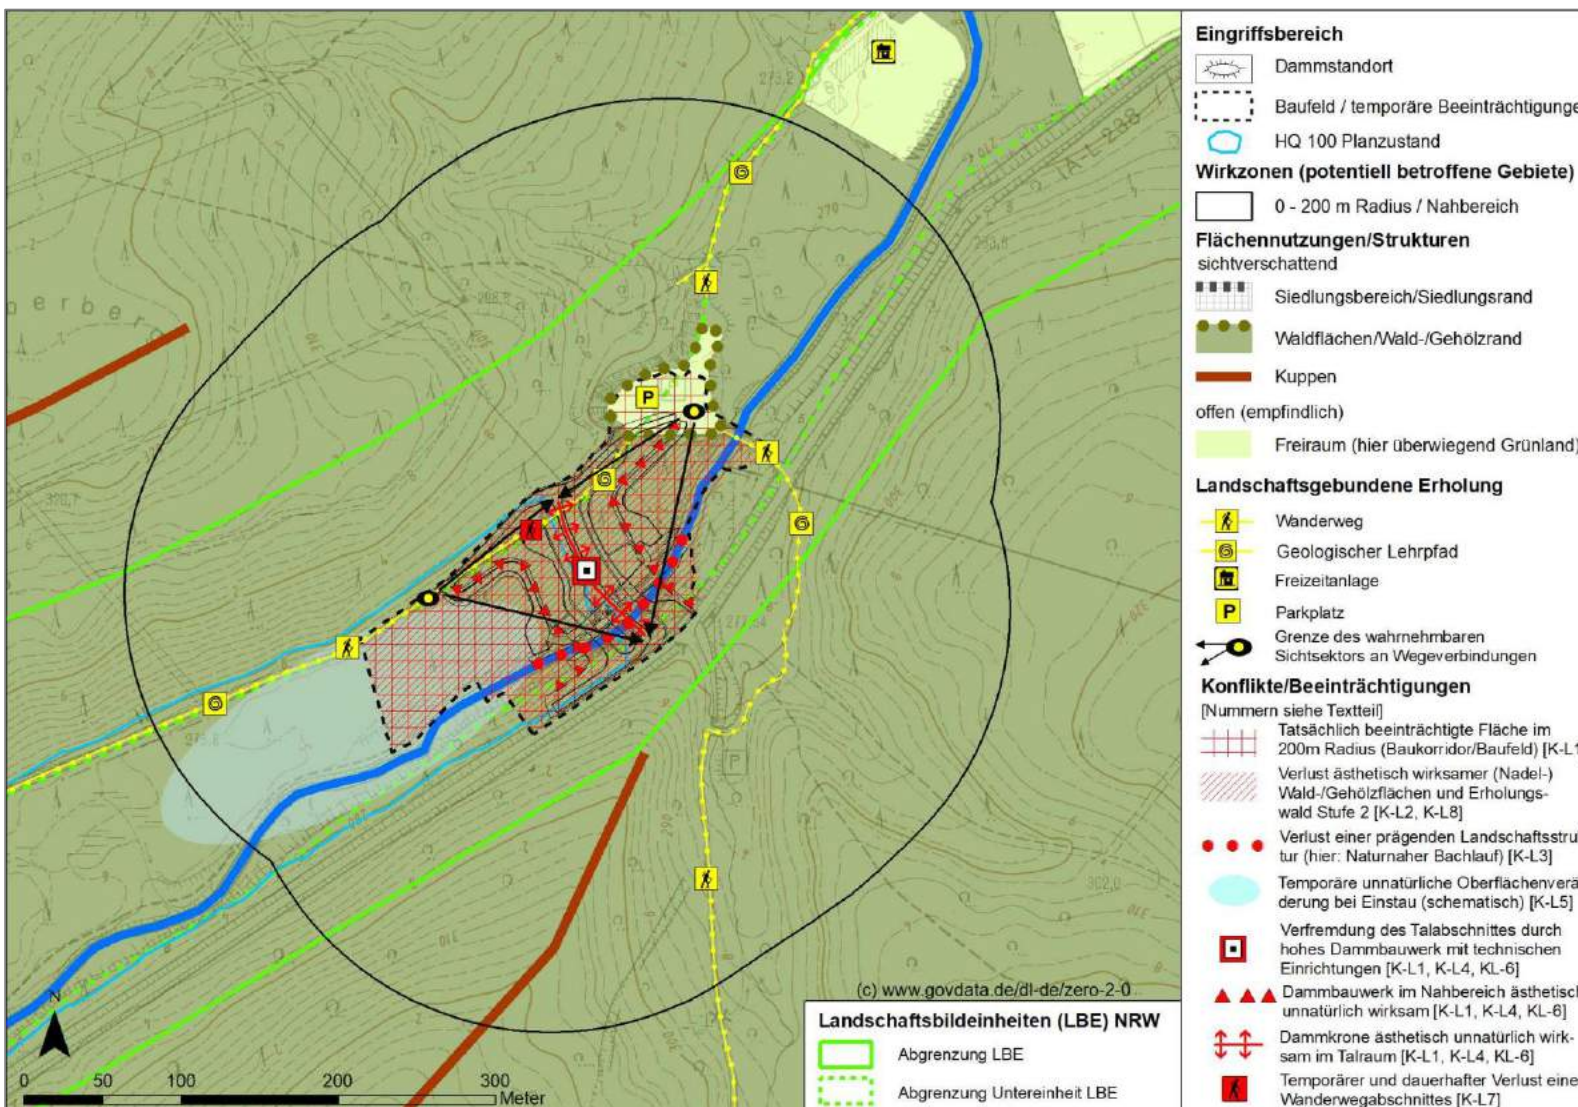 Eingriffsbereich
Dammstandort
Baufeld / temporäre Beeinträchtigunge
HQ 100 Planzustand
Wirkzonen (potentiell betroffene Gebiete)
0 - 200 m Radius / Nahbereich
Flächennutzungen/Strukturen
sichtverschattend
Siedlungsbereich/Siedlungsrand
Waldflächen/Wald-/Gehölzrand
Kuppen
offen (empfindlich)
Freiraum (hier überwiegend Grünland)
Landschaftsgebundene Erholung
Wanderweg
Geologischer Lehrpfad
Freizeitanlage
P
Parkplatz
Grenze des wahrnehmbaren
Sichtsektors an Wegeverbindungen
Konflikte/Beeinträchtigungen
[Nummern siehe Textteil]
Tatsächlich beeinträchtigte Fläche im
200m Radius (Baukorridor/Baufeld) [K-L1
Verlust ästhetisch wirksamer (Nadel-)
Wald-/Gehölzflächen und Erholungs-
wald Stufe 2 [K-L2, K-L8]
Verlust einer prägenden Landschaftsstru
tur (hier: Naturnaher Bachlauf) [K-L3]
Temporäre unnatürliche Oberflächenverä
derung bei Einstau (schematisch) [K-L5]
Verfremdung des Talabschnittes durch
hohes Dammbauwerk mit technischen
Einrichtungen [K-L1, K-L4, KL-6]
Dammbauwerk im Nahbereich ästhetisc
unnatürlich wirksam [K-L1, K-L4, KL-6]
Dammkrone ästhetisch unnatürlich wirk-
sam im Talraum [K-L1, K-L4, KL-6]
Temporärer und dauerhafter Verlust eine
Wanderwegabschnittes [K-L7]
(c) www.govdata.de/dl-de/zero-2-0
Landschaftsbildeinheiten (LBE) NRW
Abgrenzung LBE
Abgrenzung Untereinheit LBE
N
0 50 100 200 300
Meter
P
P
279
302,0